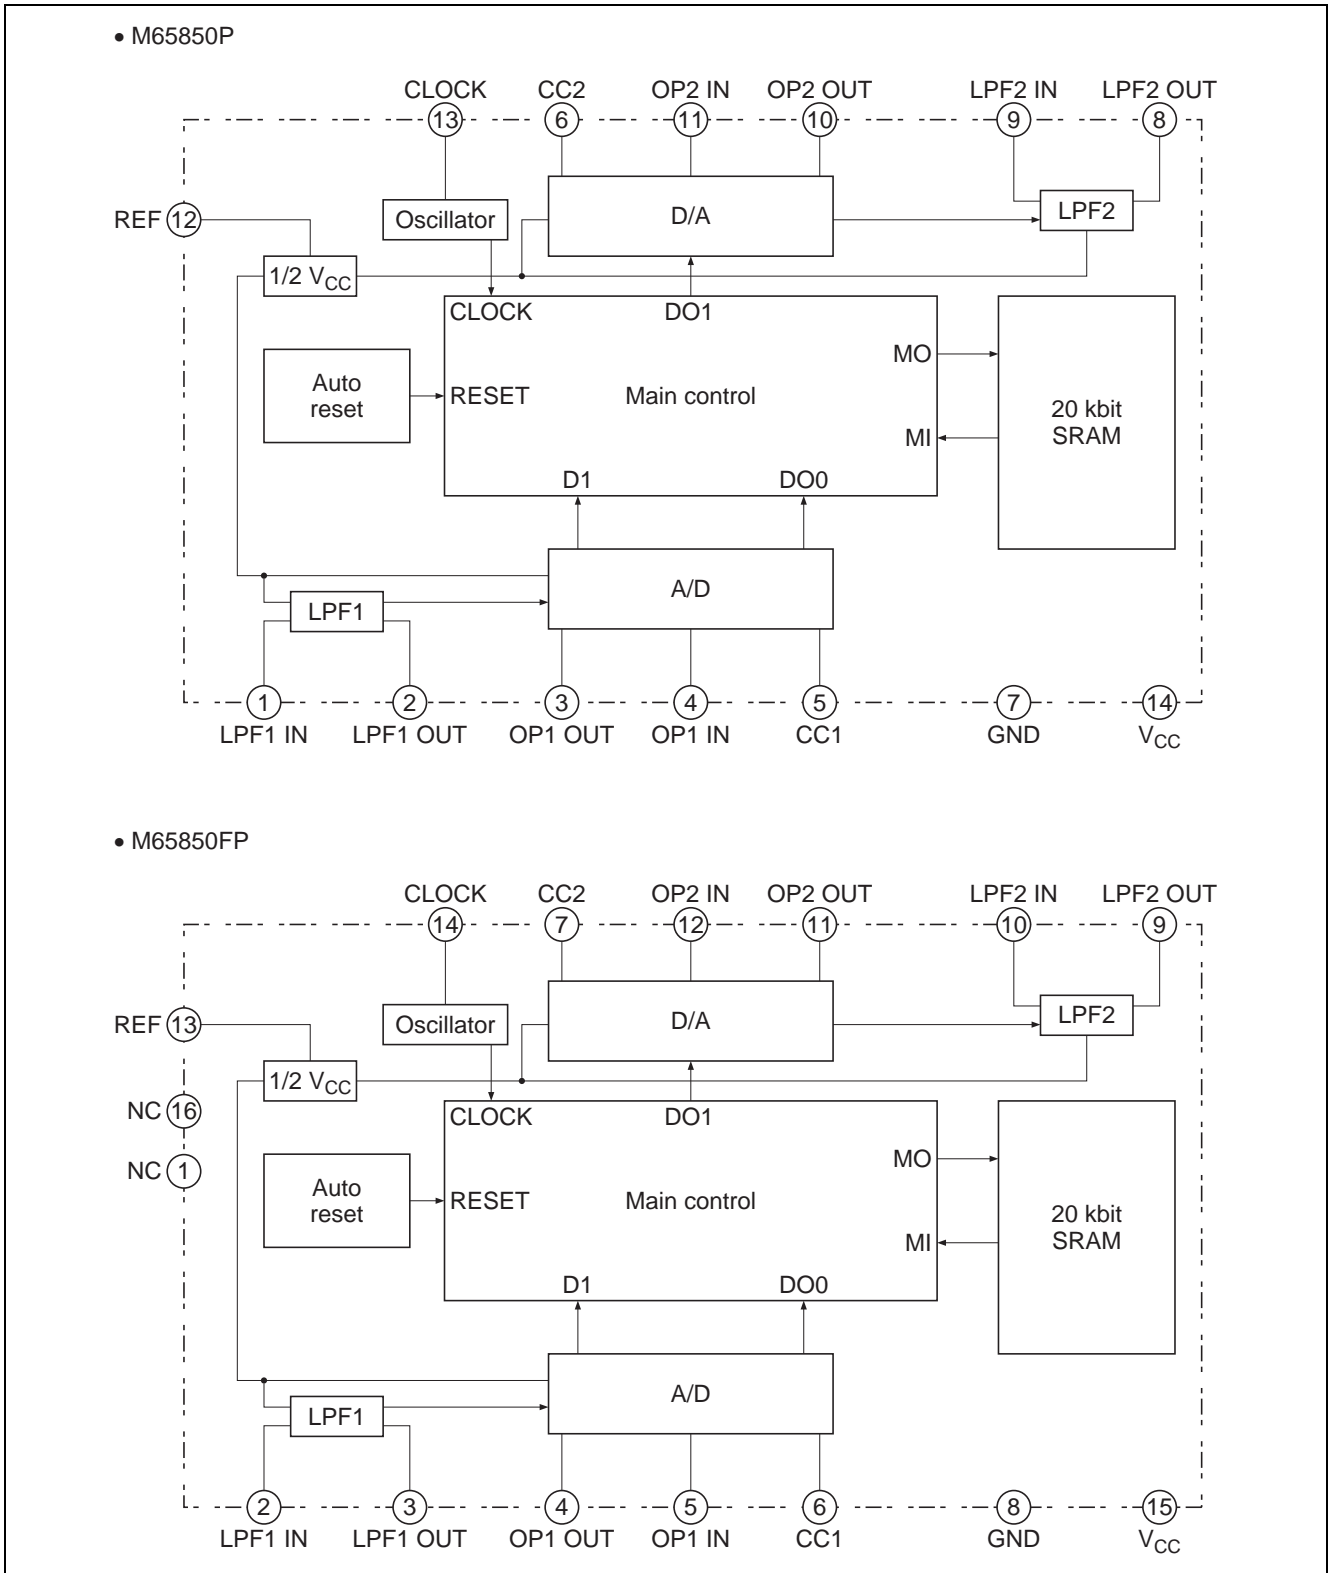 • M65850P
CLOCK CC2 OP2 IN OP2 OUT LPF2 IN LPF2 OUT
13 6 11 10 9 8
REF 12
Oscillator
D/A
LPF2
1/2 VCC
CLOCK DO1
MO
Auto
reset
RESET
Main control
20 kbit
SRAM
MI
D1 DO0
A/D
LPF1
1 2 3 4 5 7 14
LPF1 IN LPF1 OUT OP1 OUT OP1 IN CC1 GND VCC
• M65850FP
CLOCK CC2 OP2 IN OP2 OUT LPF2 IN LPF2 OUT
14 7 12 11 10 9
REF 13
Oscillator
D/A
LPF2
1/2 VCC
NC 16
CLOCK DO1
NC 1
MO
Auto
reset
RESET
Main control
20 kbit
SRAM
MI
D1 DO0
A/D
LPF1
2 3 4 5 6 8 15
LPF1 IN LPF1 OUT OP1 OUT OP1 IN CC1 GND VCC